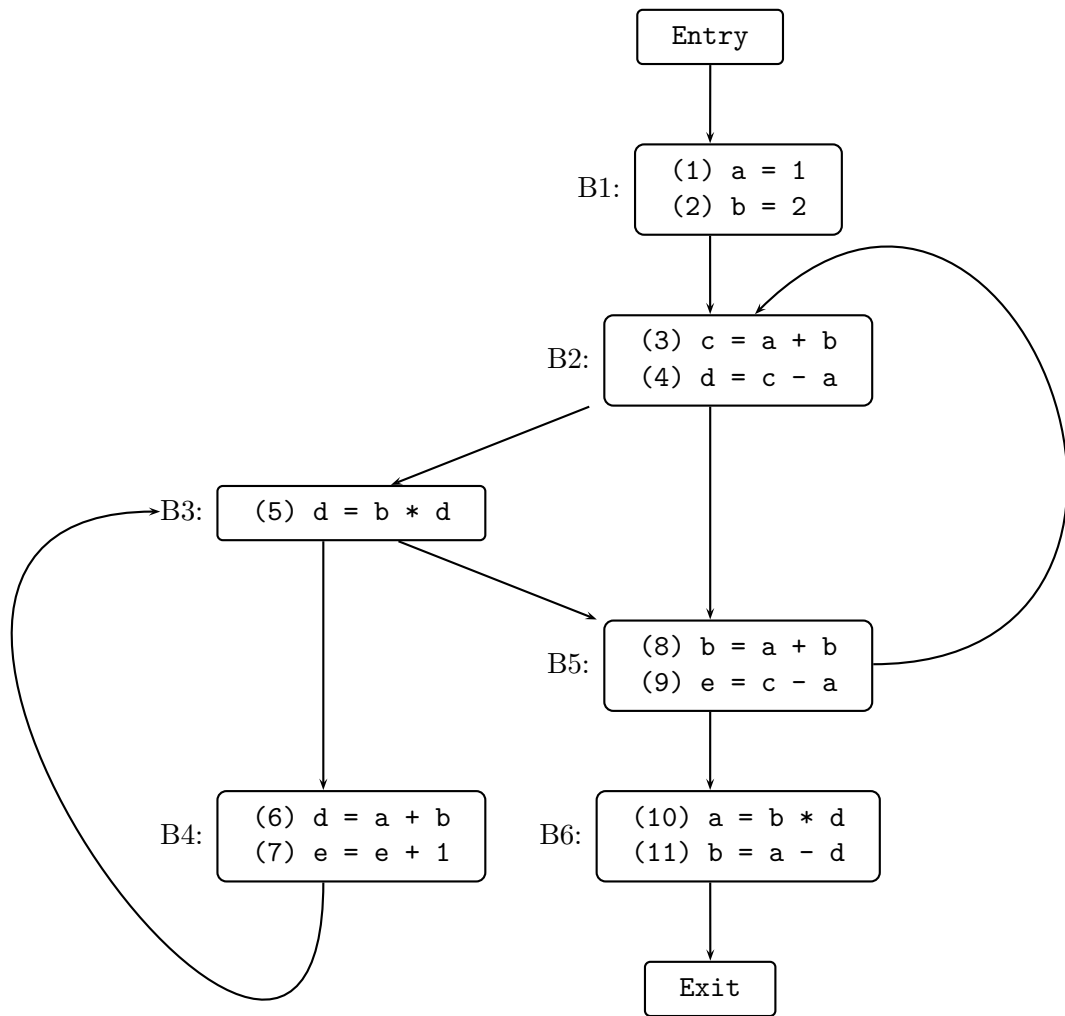 Entry
B1:
(1) a = 1
(2) b = 2
B2:
(3) c = a + b
(4) d = c - a
B3:
(5) d = b * d
B5:
(8) b = a + b
(9) e = c - a
B4:
(6) d = a + b
(7) e = e + 1
B6:
(10) a = b * d
(11) b = a - d
Exit